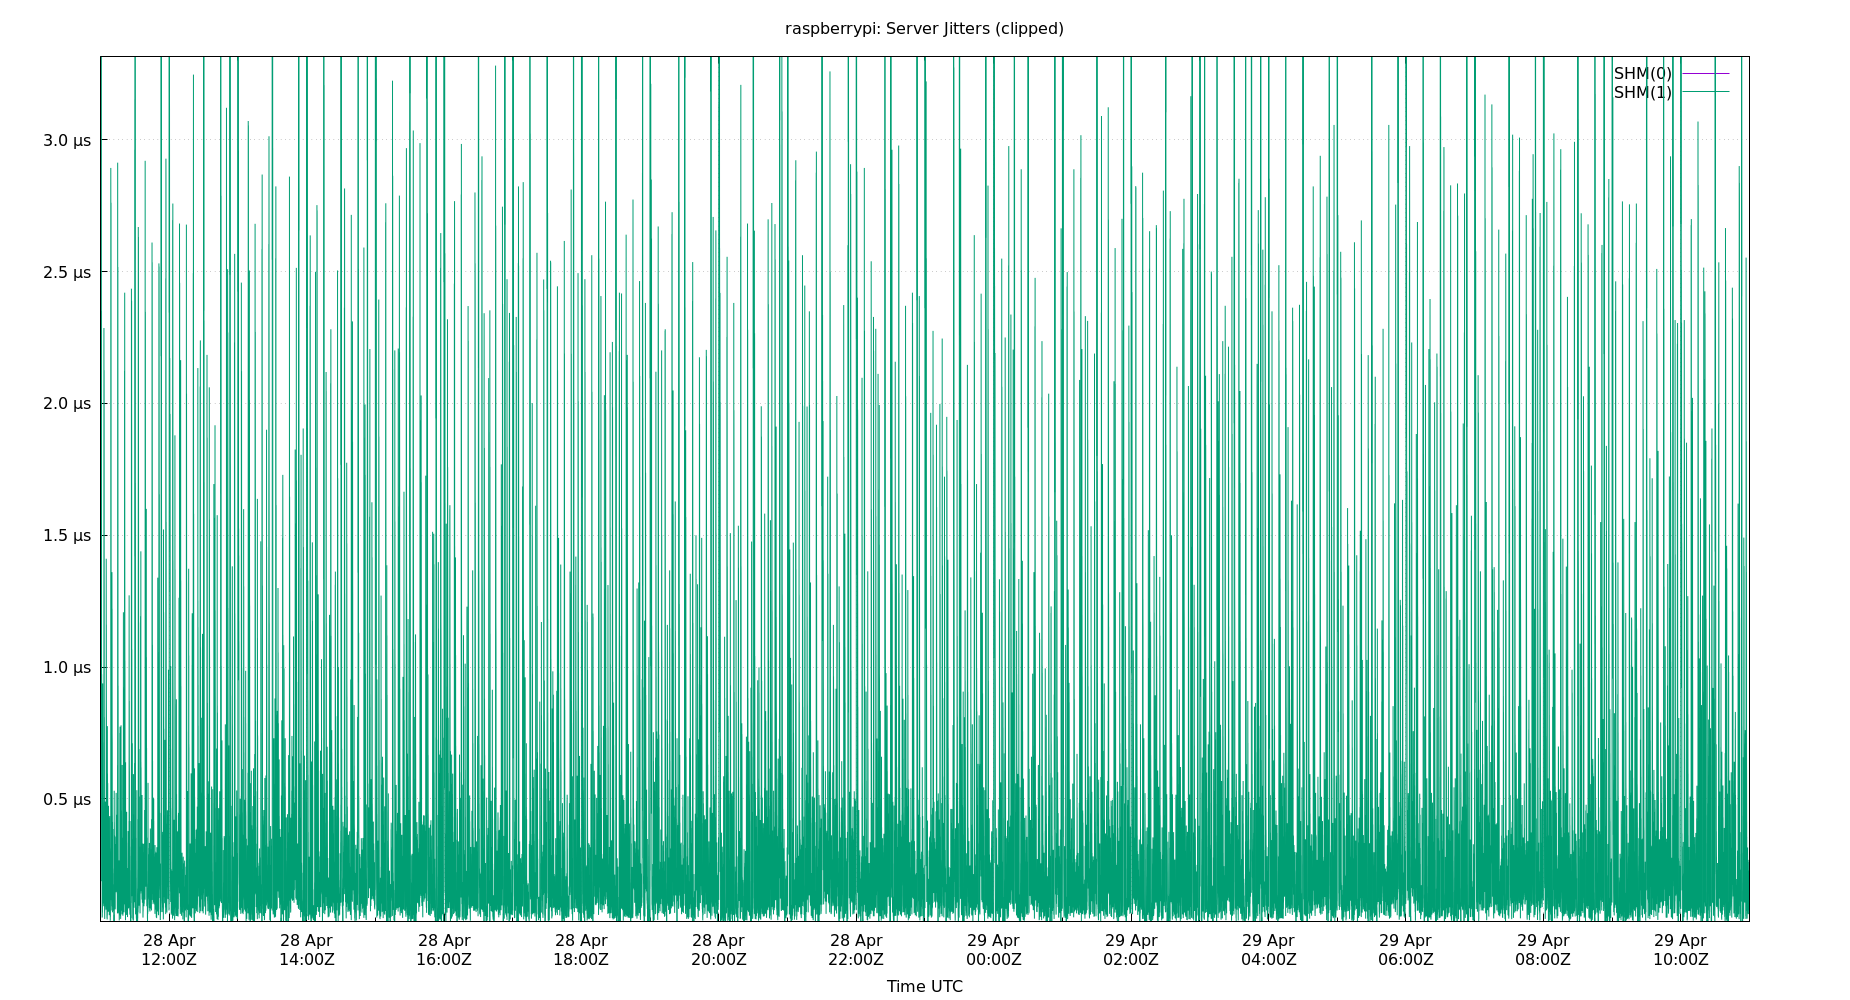 raspberrypi: Server Jitters (clipped)
SHM(0)
SHM(1)
3.0 μs
2.5 μs
2.0 μs
1.5 μs
1.0 μs
0.5 μs
28 Apr 28 Apr 28 Apr 28 Apr 28 Apr 28 Apr 29 Apr 29 Apr 29 Apr 29 Apr 29 Apr 29 Apr
12:00Z 14:00Z 16:00Z 18:00Z 20:00Z 22:00Z 00:00Z 02:00Z 04:00Z 06:00Z 08:00Z 10:00Z
Time UTC